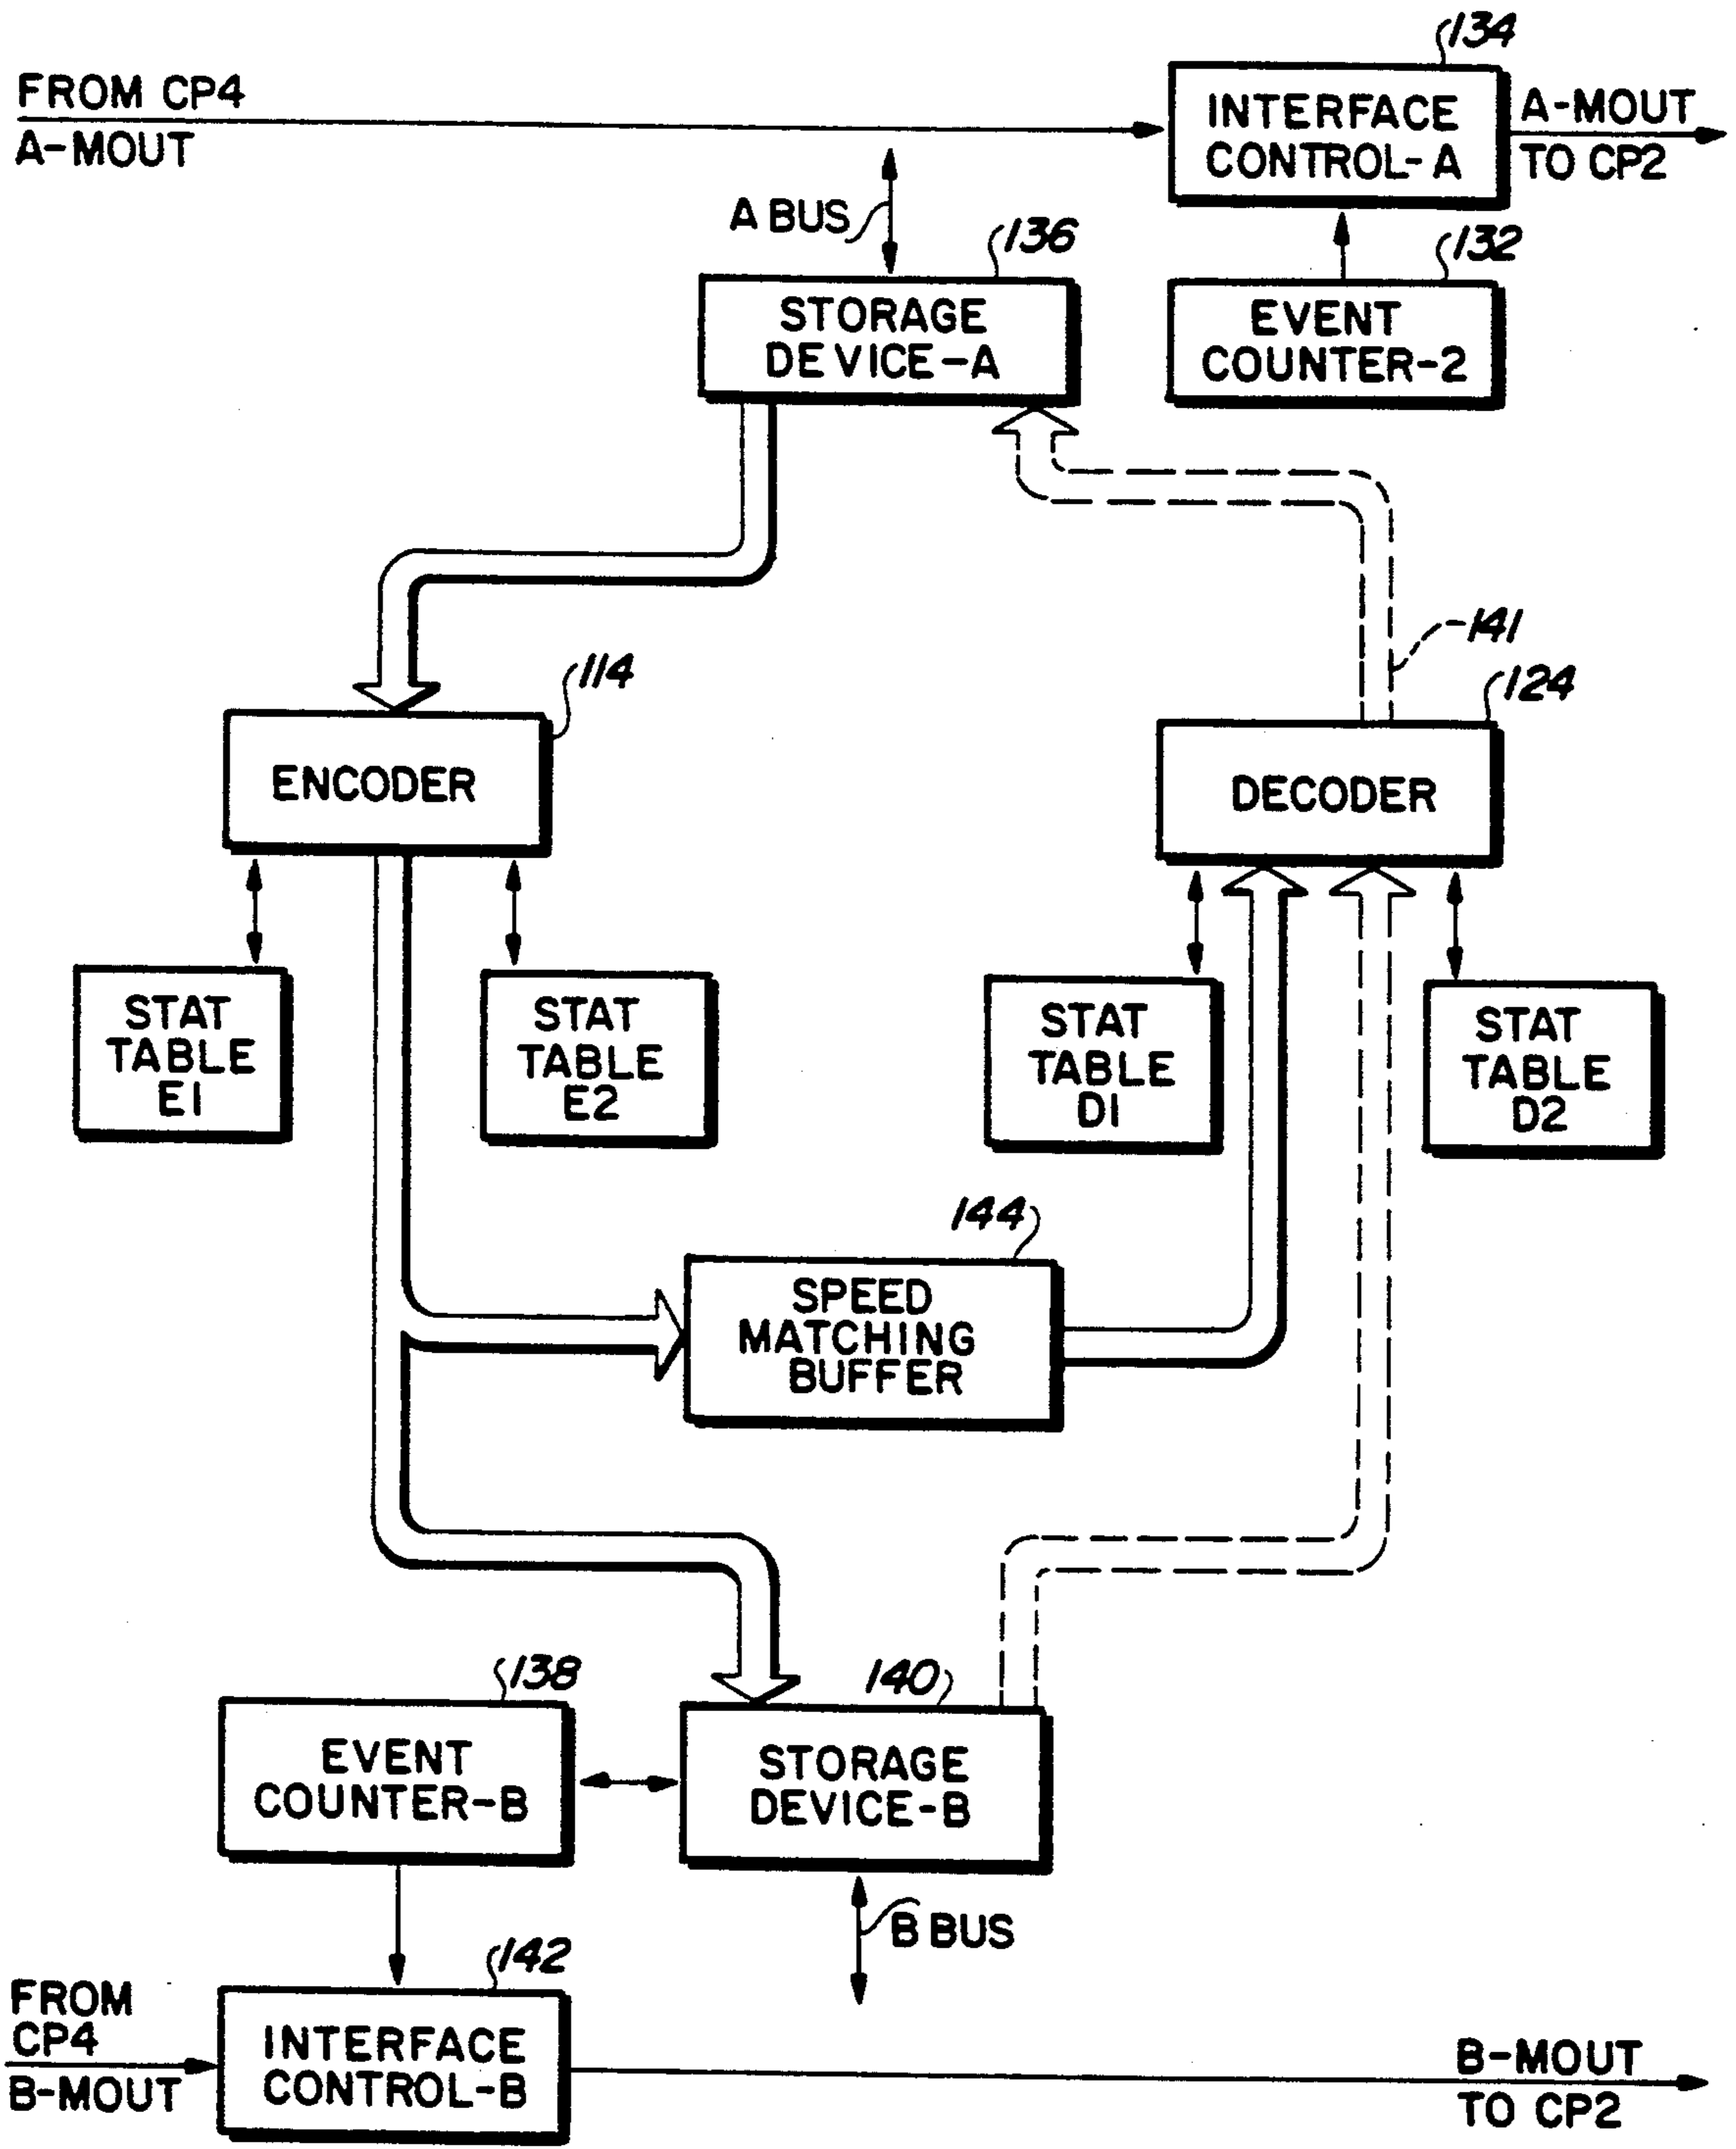 134
FROM CP4
A-MOUT
INTERFACE
CONTROL-A
A-MOUT
TO CP2
A BUS
136
132
STORAGE
DEVICE-A
EVENT
COUNTER-2
141
114
124
ENCODER
DECODER
STAT
TABLE
E1
STAT
TABLE
E2
STAT
TABLE
D1
STAT
TABLE
D2
144
SPEED
MATCHING
BUFFER
138
140
EVENT
COUNTER-B
STORAGE
DEVICE-B
B BUS
142
FROM
CP4
B-MOUT
INTERFACE
CONTROL-B
B-MOUT
TO CP2